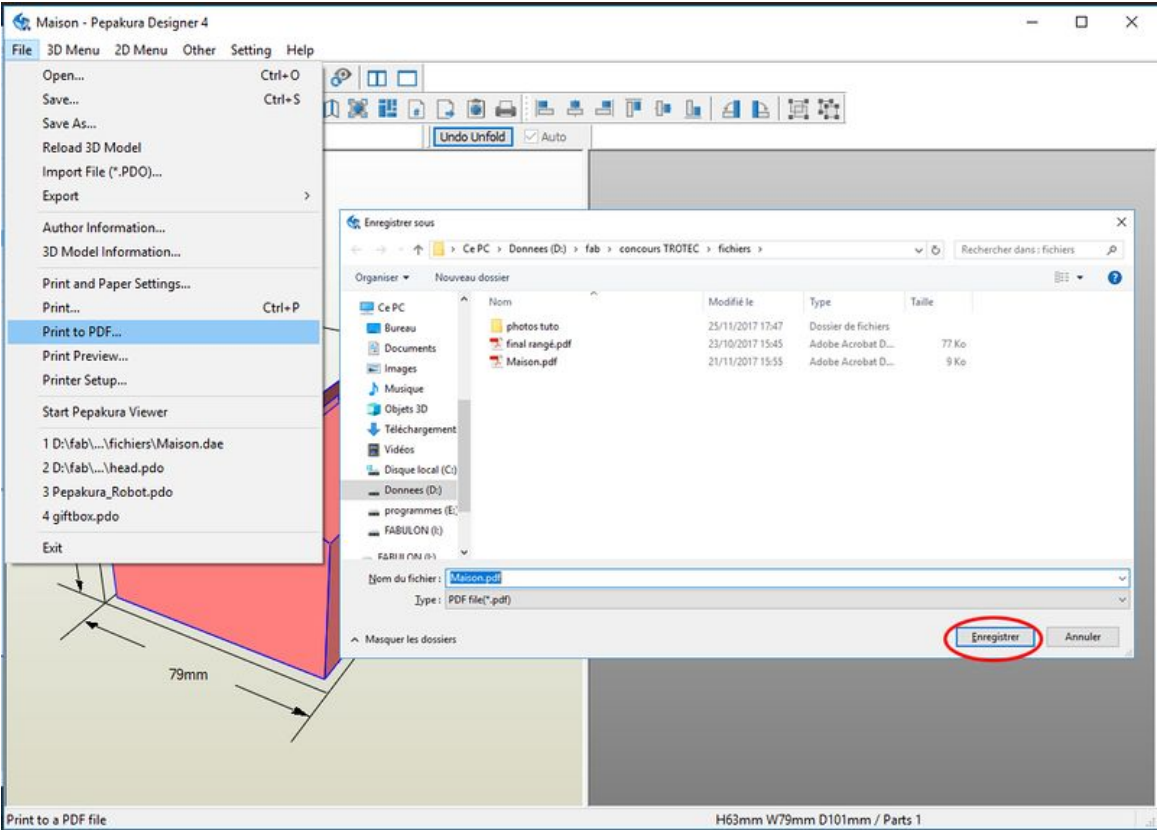 Maison - Pepakura Designer 4
File 3D Menu 2D Menu Other Setting Help
Open... Ctrl+O
Save... Ctrl+S
Save As...
Reload 3D Model
Import File (*.PDO)...
Export
Author Information...
3D Model Information...
Print and Paper Settings...
Print... Ctrl+P
Print to PDF...
Print Preview...
Printer Setup...
Start Pepakura Viewer
1 D:\fab\...\fichiers\Maison.dae
2 D:\fab\...\head.pdo
3 Pepakura_Robot.pdo
4 giftbox.pdo
Exit
Undo Unfold Auto
Enregistrer sous
Ce PC > Donnees (D:) > fab > concours TROTEC > fichiers >
Rechercher dans : fichiers
Organiser Nouveau dossier
Nom Modifié le Type Taille
photos tuto 25/11/2017 17:47 Dossier de fichiers
final rangé.pdf 23/10/2017 15:45 Adobe Acrobat D... 77 Ko
Maison.pdf 21/11/2017 15:55 Adobe Acrobat D... 9 Ko
Ce PC
Bureau
Documents
Images
Musique
Objets 3D
Téléchargement
Vidéos
Disque local (C:)
Donnees (D:)
programmes (E:
FABULON (I:)
FABULON (I:)
Nom du fichier : Maison.pdf
Type : PDF file(*.pdf)
Masquer les dossiers
Enregistrer Annuler
79mm
Print to a PDF file
H63mm W79mm D101mm / Parts 1